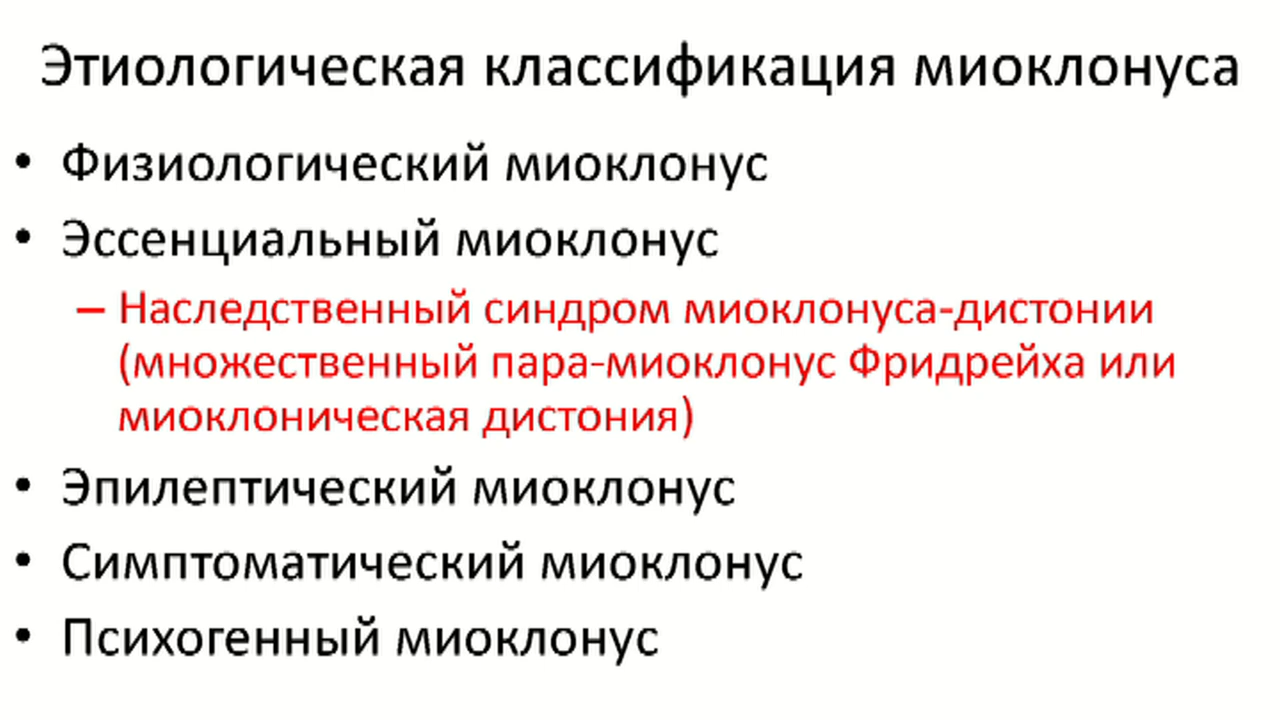 Этиологическая классификация миоклонуса
• Физиологический миоклонус
• Эссенциальный миоклонус
– Наследственный синдром миоклонуса-дистонии
(множественный пара-миоклонус Фридрейха или
миоклоническая дистония)
• Эпилептический миоклонус
• Симптоматический миоклонус
• Психогенный миоклонус